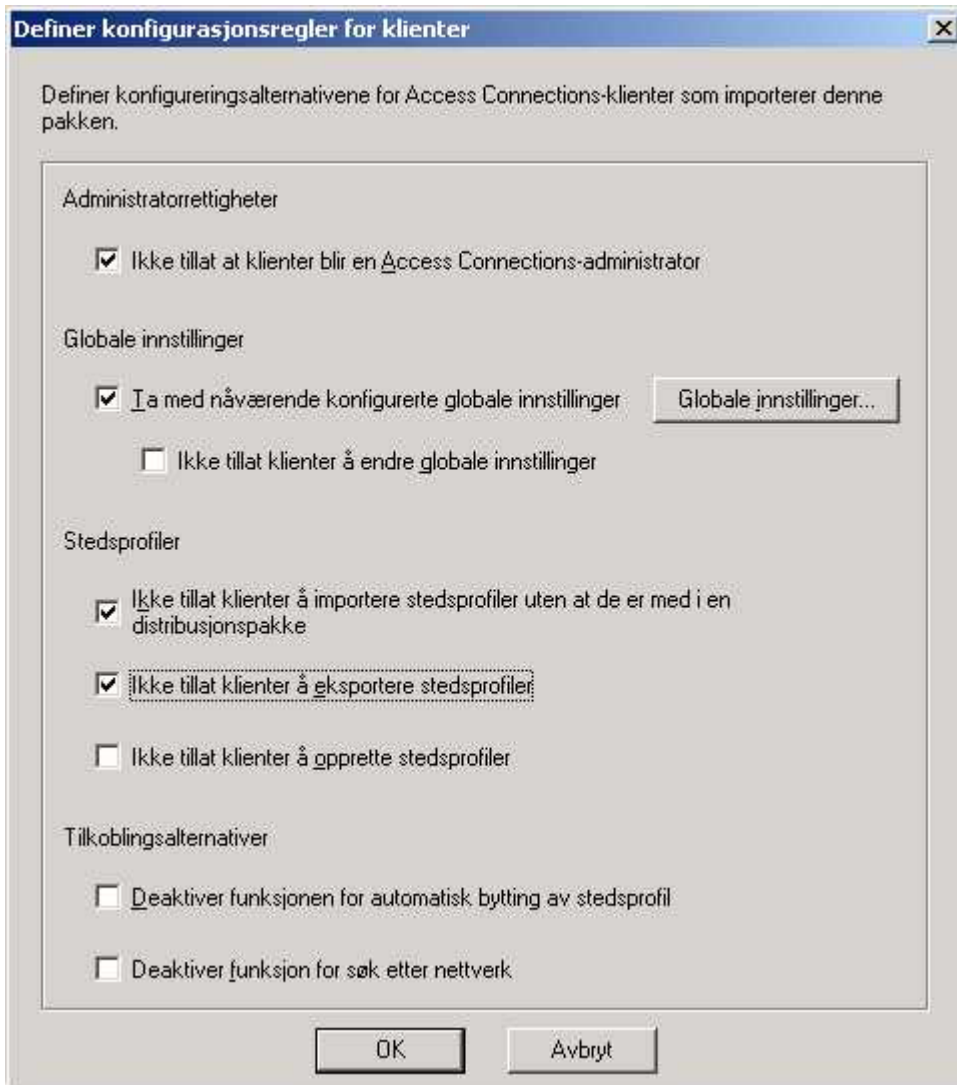 Definer konfigurasjonsregler for klienter
Definer konfigureringsalternativene for Access Connections-klienter som importerer denne
pakken.
Administratorrettigheter
Ikke tillat at klienter blir en Access Connections-administrator
Globale innstillinger
Ta med nåværende konfigurerte globale innstillinger
Globale innstillinger...
Ikke tillat klienter å endre globale innstillinger
Stedsprofiler
Ikke tillat klienter å importere stedsprofiler uten at de er med i en
distribusjonspakke
Ikke tillat klienter å eksportere stedsprofiler
Ikke tillat klienter å opprette stedsprofiler
Tilkoblingsalternativer
Deaktiver funksjonen for automatisk bytting av stedsprofil
Deaktiver funksjon for søk etter nettverk
OK
Avbryt